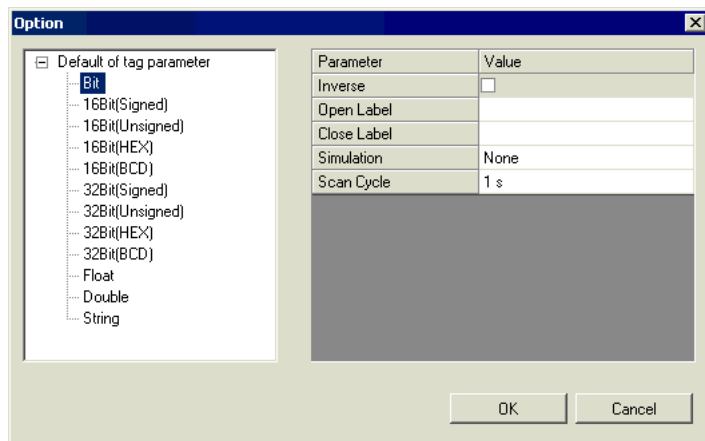 Option
Default of tag parameter
Bit
16Bit(Signed)
16Bit(Unsigned)
16Bit(HEX)
16Bit(BCD)
32Bit(Signed)
32Bit(Unsigned)
32Bit(HEX)
32Bit(BCD)
Float
Double
String
Parameter Value
Inverse
Open Label
Close Label
Simulation None
Scan Cycle 1 s
OK Cancel